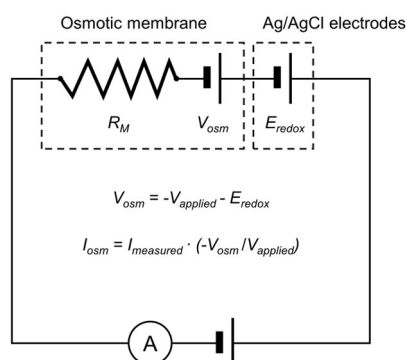 Osmotic membrane
Ag/AgCl electrodes
R_M
V_osm
E_redox
V_osm = -V_applied - E_redox
I_osm = I_measured · (-V_osm/V_applied)
A